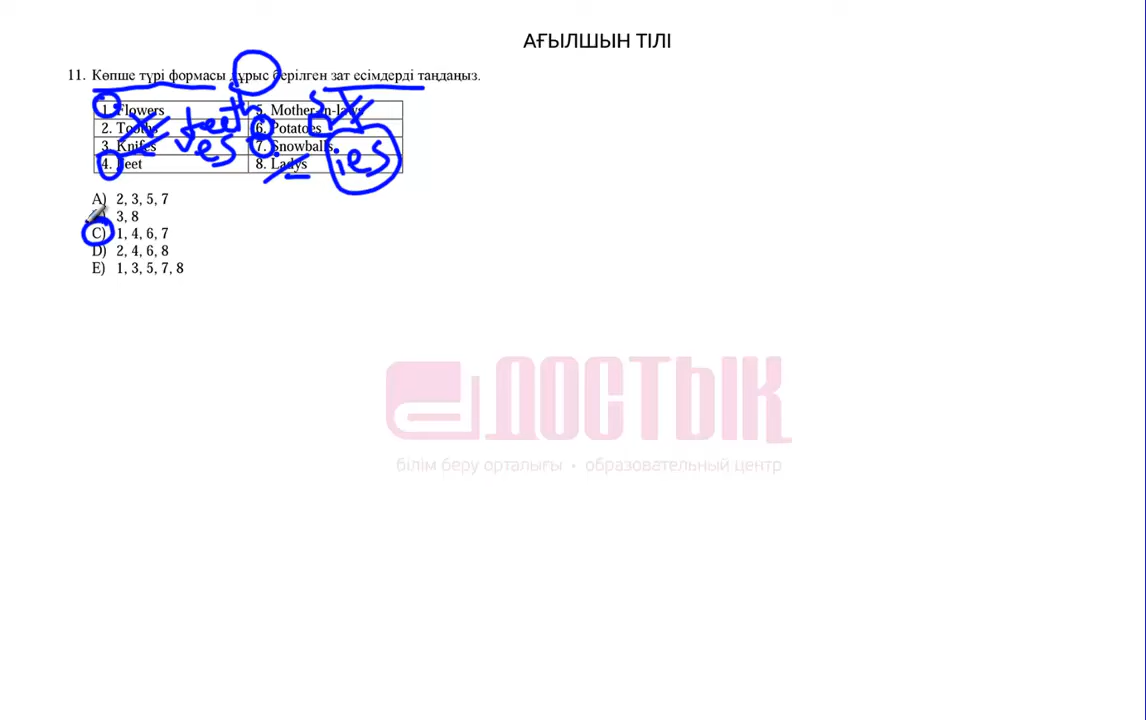 АҒЫЛШЫН ТІЛІ
11. Көпше түрі формасы дұрыс берілген зат есімдерді таңдаңыз.
1. Flowers 5. Mother-in-laws
2. Tooths teeth 6. Potatoes
3. Knifes es 7. Snowballs
4. Feet 8. Ladys ies
S
A) 2, 3, 5, 7
3, 8
C) 1, 4, 6, 7
D) 2, 4, 6, 8
E) 1, 3, 5, 7, 8
ДОСТЫҚ
білім беру орталығы • образовательный центр